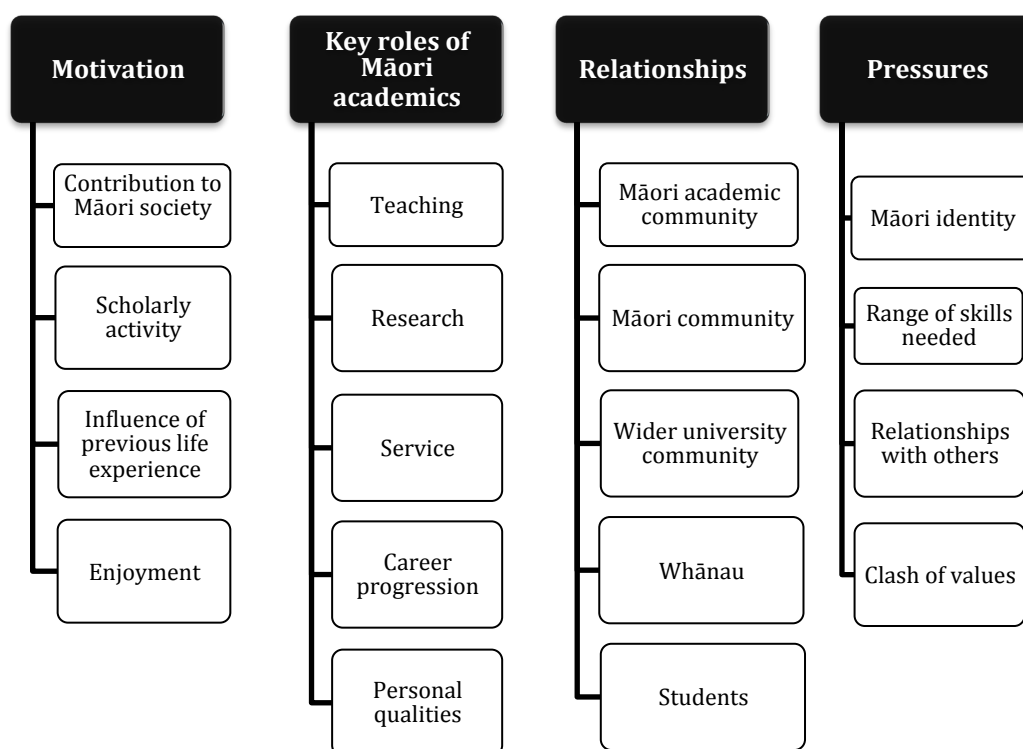 Motivation
Contribution to
Māori society
Scholarly
activity
Influence of
previous life
experience
Enjoyment
Key roles of
Māori
academics
Teaching
Research
Service
Career
progression
Personal
qualities
Relationships
Māori academic
community
Māori community
Wider university
community
Whānau
Students
Pressures
Māori identity
Range of skills
needed
Relationships
with others
Clash of values